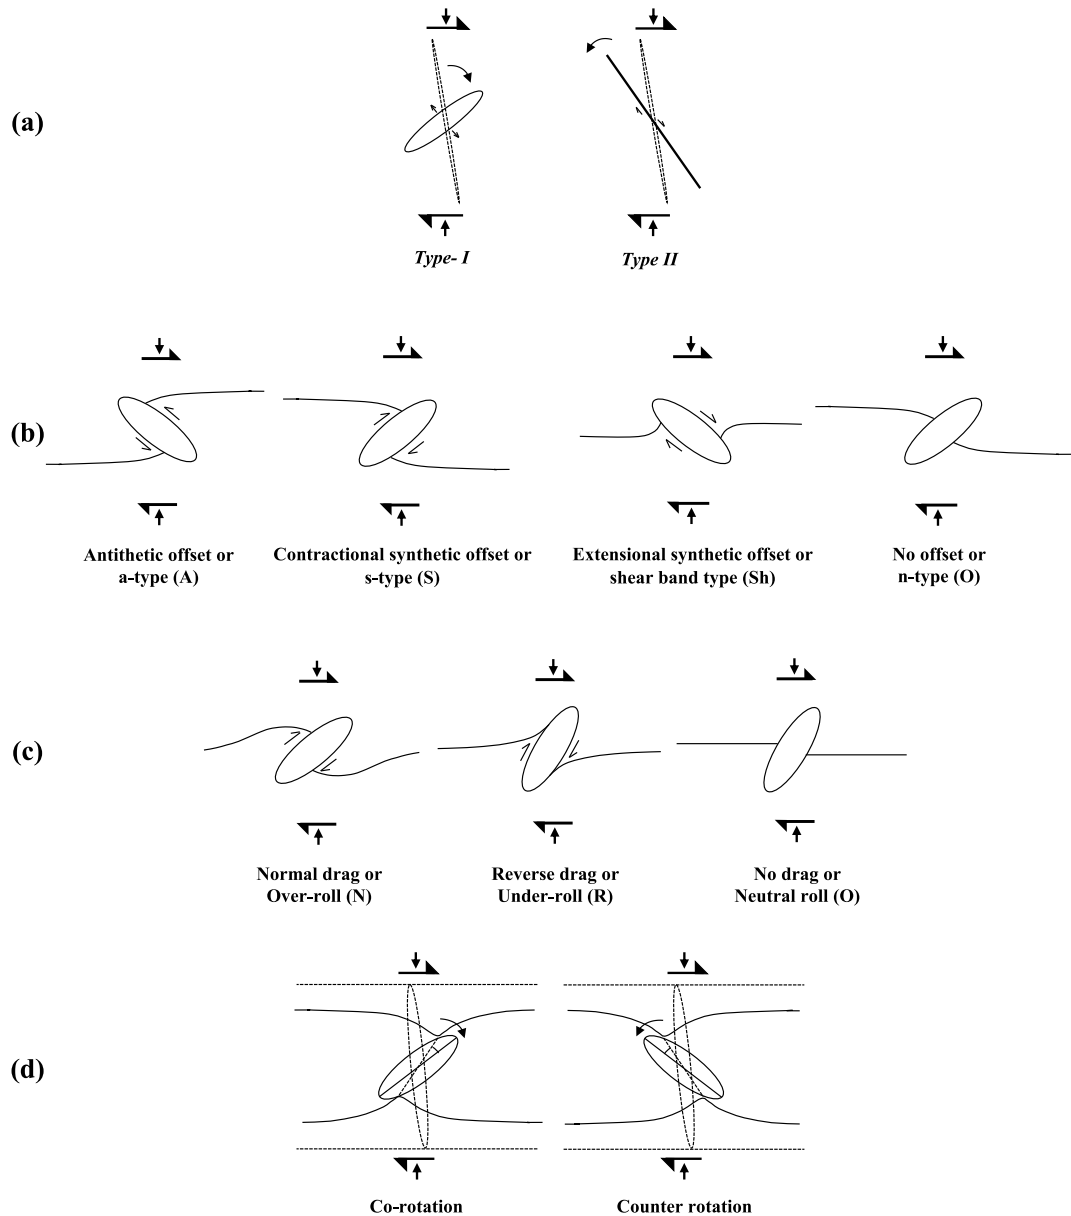 (a)
Type- I
Type II
(b)
Antithetic offset or
a-type (A)
Contractional synthetic offset or
s-type (S)
Extensional synthetic offset or
shear band type (Sh)
No offset or
n-type (O)
(c)
Normal drag or
Over-roll (N)
Reverse drag or
Under-roll (R)
No drag or
Neutral roll (O)
(d)
Co-rotation
Counter rotation